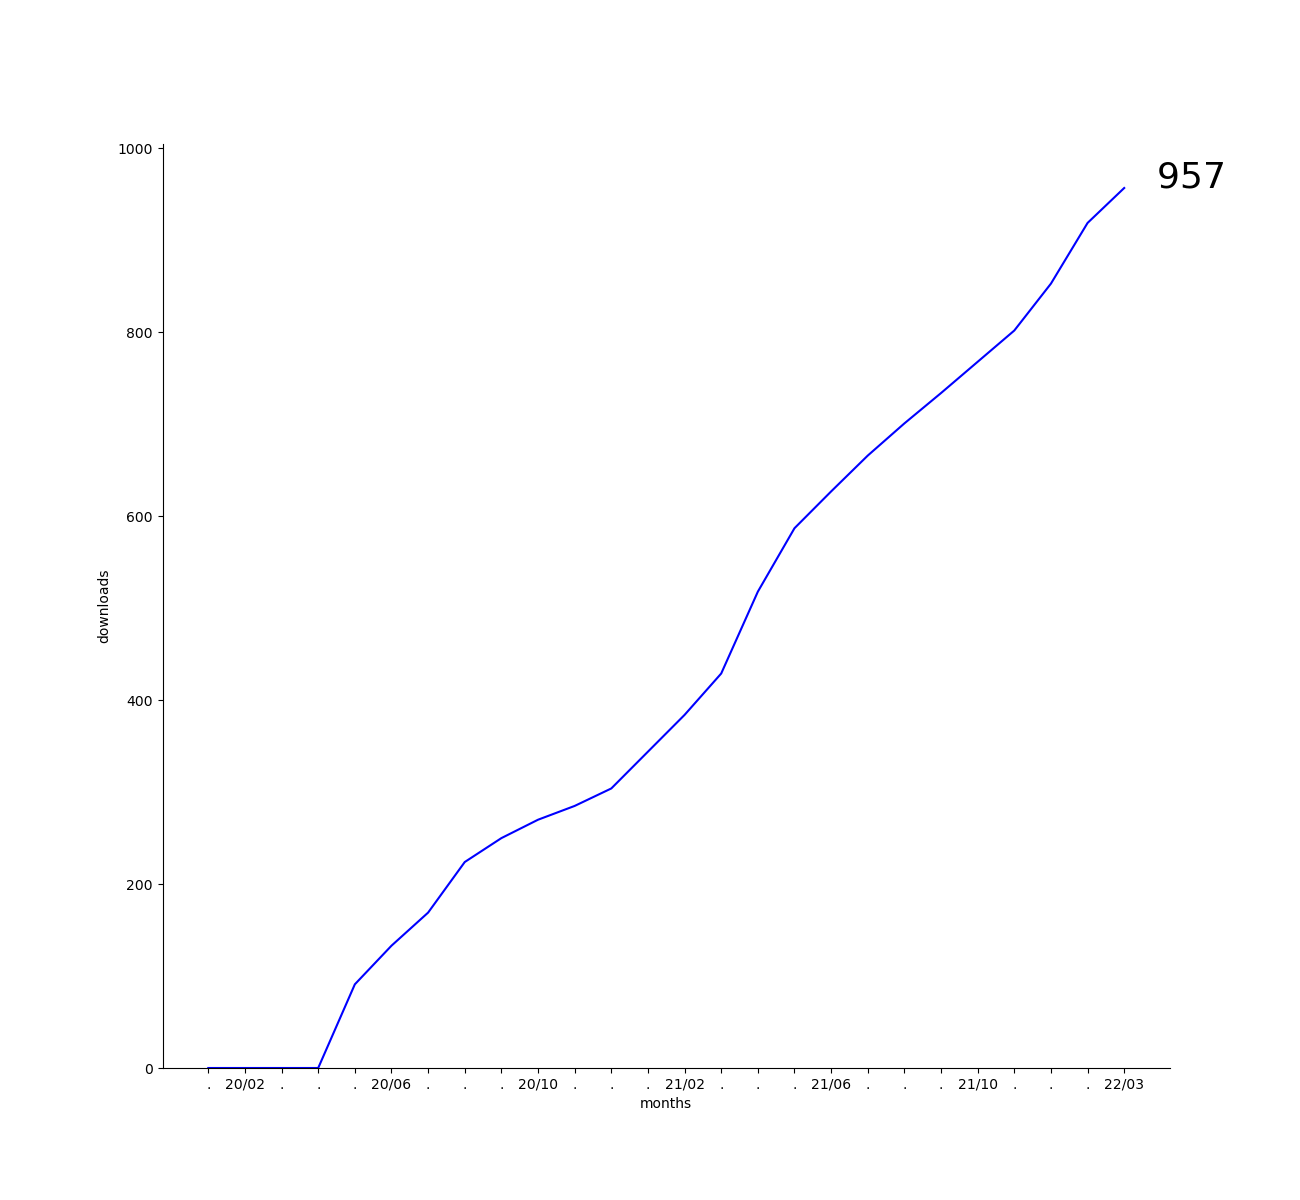 1000
957
800
600
downloads
400
200
0
. 20/02 . . . 20/06 . . . 20/10 . . . 21/02 . . . 21/06 . . . 21/10 . . . 22/03
months